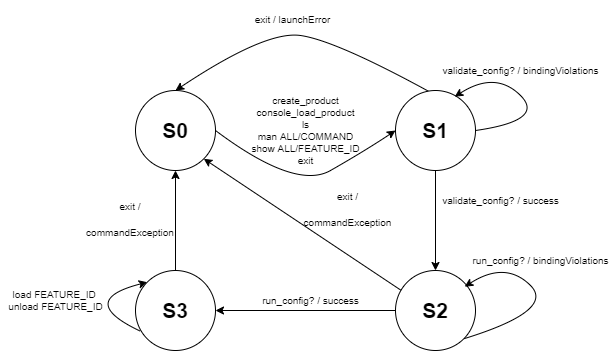 exit / launchError
validate_config? / bindingViolations
create_product
console_load_product
ls
man ALL/COMMAND
show ALL/FEATURE_ID
exit
S0
S1
exit /
commandException
exit /
commandException
validate_config? / success
run_config? / bindingViolations
load FEATURE_ID
unload FEATURE_ID
run_config? / success
S3
S2